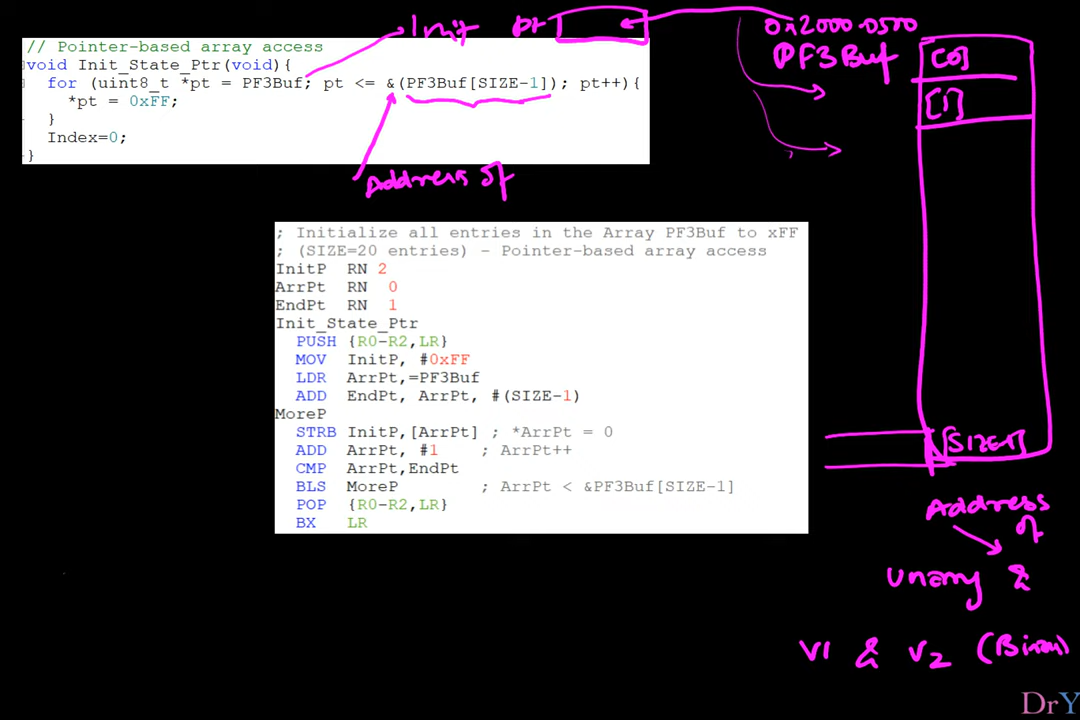 // Pointer-based array access
void Init_State_Ptr(void){
for (uint8_t *pt = PF3Buf; pt <= &(PF3Buf[SIZE-1]); pt++){
*pt = 0xFF;
}
Index=0;
}
Init pt
Address of
0x2000.0500
PF3Buf
[0]
[1]
[SIZE-1]
; Initialize all entries in the Array PF3Buf to xFF
; (SIZE=20 entries) - Pointer-based array access
InitP RN 2
ArrPt RN 0
EndPt RN 1
Init_State_Ptr
PUSH {R0-R2,LR}
MOV InitP, #0xFF
LDR ArrPt,=PF3Buf
ADD EndPt, ArrPt, #(SIZE-1)
MoreP
STRB InitP,[ArrPt] ; *ArrPt = 0
ADD ArrPt, #1 ; ArrPt++
CMP ArrPt,EndPt
BLS MoreP ; ArrPt < &PF3Buf[SIZE-1]
POP {R0-R2,LR}
BX LR
Address
of
Unary &
V1 & V2 (Binary)
DrY